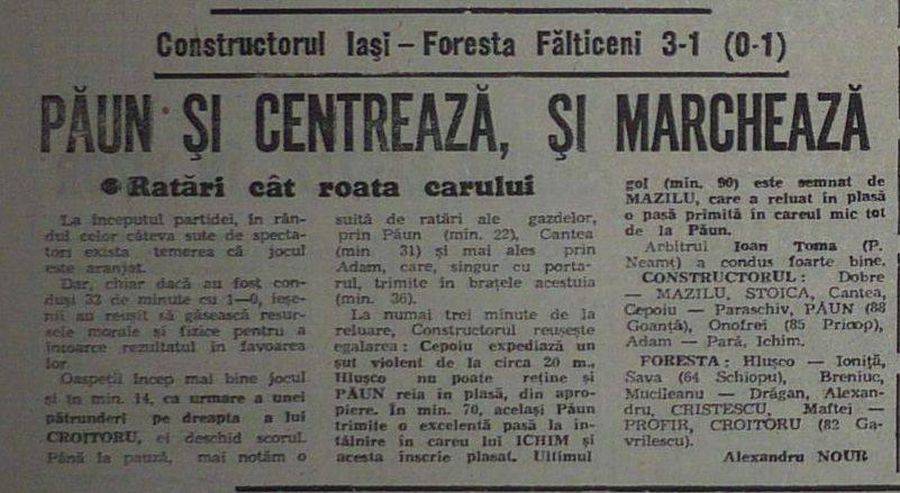 Constructorul Iaşi – Foresta Fălticeni 3-1 (0-1)
PĂUN ŞI CENTREAZĂ, ŞI MARCHEAZĂ
Ratări cât roata carului
La începutul partidei, în rân-
dul celor câteva sute de specta-
tori exista temerea că jocul
este aranjat.
Dar, chiar dacă au fost con-
duşi 32 de minute cu 1—0, ieşe-
nii au reuşit să găsească resur-
sele morale şi fizice pentru a
întoarce rezultatul în favoarea
lor.
Oaspeţii încep mai bine jocul
şi în min. 14, ca urmare a unei
pătrunderi pe dreapta a lui
CROITORU, ei deschid scorul.
Până la pauză, mai notăm o
suită de ratări ale gazdelor,
prin Păun (min. 22), Cantea
(min 31) şi mai ales prin
Adam, care, singur cu porta-
rul, trimite în braţele acestuia
(min. 36).
La numai trei minute de la
reluare, Constructorul reuşeşte
egalarea : Cepoiu expediază un
şut violent de la circa 20 m.,
Hluşco nu poate reţine şi
PĂUN reia în plasă, din apro-
piere. În min. 70, acelaşi Păun
trimite o excelentă pasă la în-
tâlnire în careu lui ICHIM şi
acesta înscrie plasat. Ultimul
gol (min. 90) este semnat de
MAZILU, care a reluat în plasă
o pasă primită în careul mic tot
de la Păun.
Arbitrul Ioan Toma (P.
Neamţ) a condus foarte bine.
CONSTRUCTORUL : Dobre
— MAZILU, STOICA, Cantea,
Cepoiu — Paraschiv, PĂUN (88
Goanţă), Onofrei (85 Pricop),
Adam — Pară, Ichim.
FORESTA : Hluşco — Ioniţă,
Sava (64 Schiopu), Breniuc,
Mucileanu — Drăgan, Alexan-
dru, CRISTESCU, Maftei —
PROFIR, CROITORU (82 Ga-
vrilescu).
Alexandru NOUR